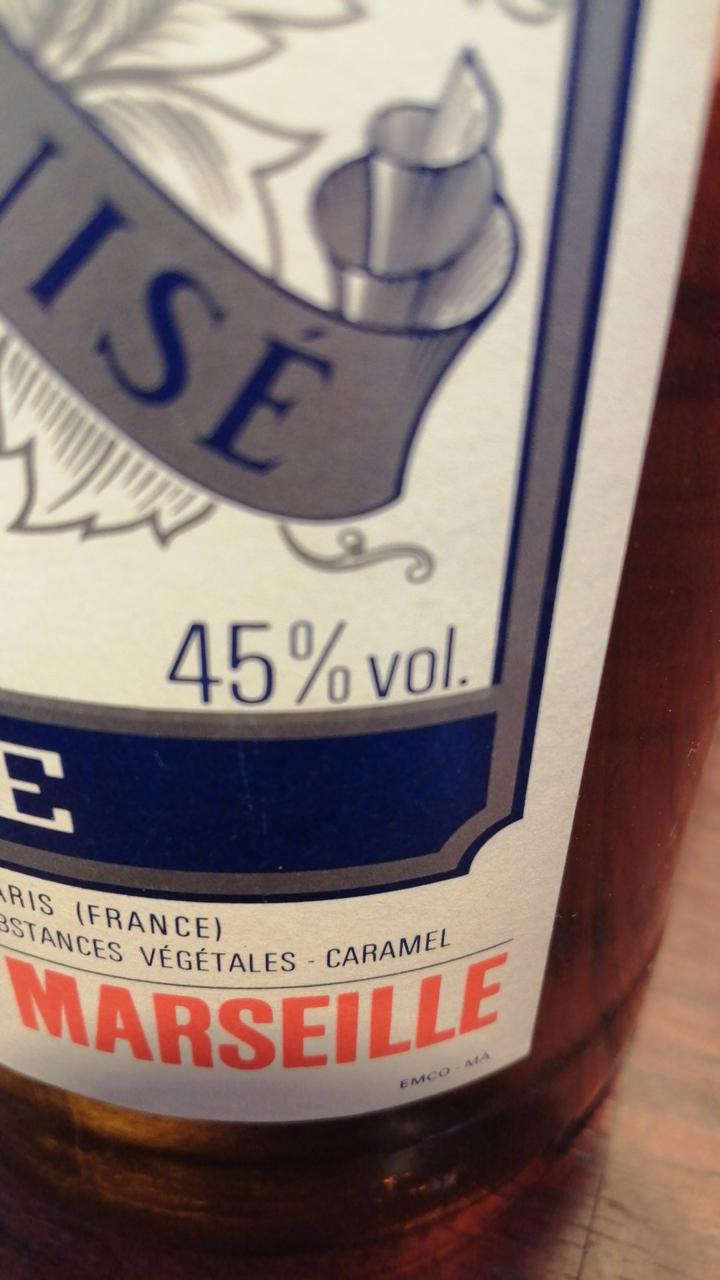 ISÉ
45% vol.
E
ARIS (FRANCE)
BSTANCES VÉGÉTALES - CARAMEL
MARSEILLE
EMCO - MA